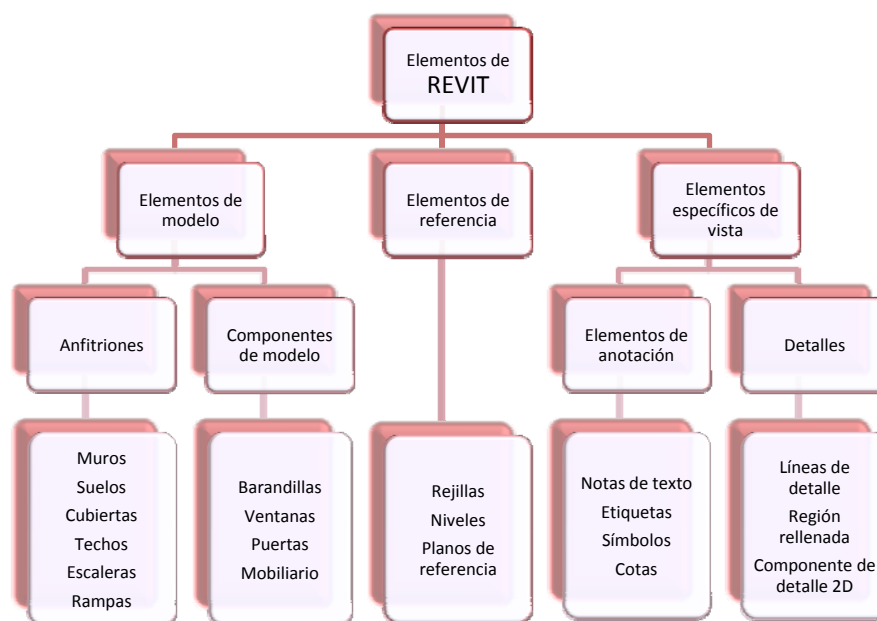 Elementos de
REVIT
Elementos de
modelo
Elementos de
referencia
Elementos
específicos de
vista
Anfitriones
Componentes
de modelo
Elementos de
anotación
Detalles
Muros
Suelos
Cubiertas
Techos
Escaleras
Rampas
Barandillas
Ventanas
Puertas
Mobiliario
Rejillas
Niveles
Planos de
referencia
Notas de texto
Etiquetas
Símbolos
Cotas
Líneas de
detalle
Región
rellenada
Componente de
detalle 2D